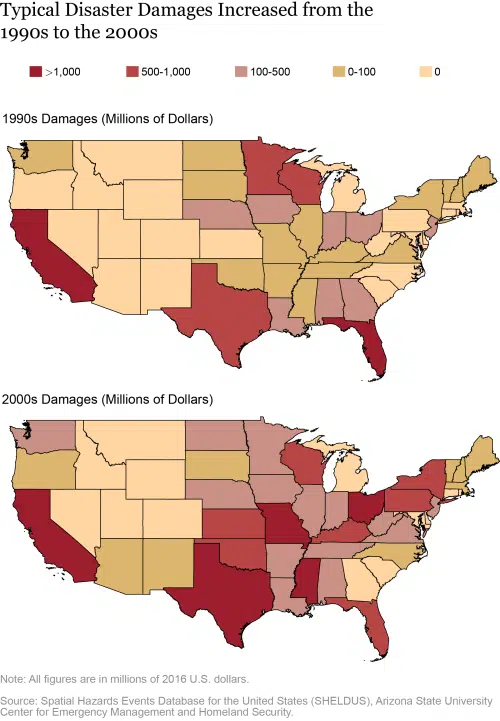 Typical Disaster Damages Increased from the
1990s to the 2000s
>1,000 500-1,000 100-500 0-100 0
1990s Damages (Millions of Dollars)
2000s Damages (Millions of Dollars)
Note: All figures are in millions of 2016 U.S. dollars.
Source: Spatial Hazards Events Database for the United States (SHELDUS), Arizona State University
Center for Emergency Management and Homeland Security.